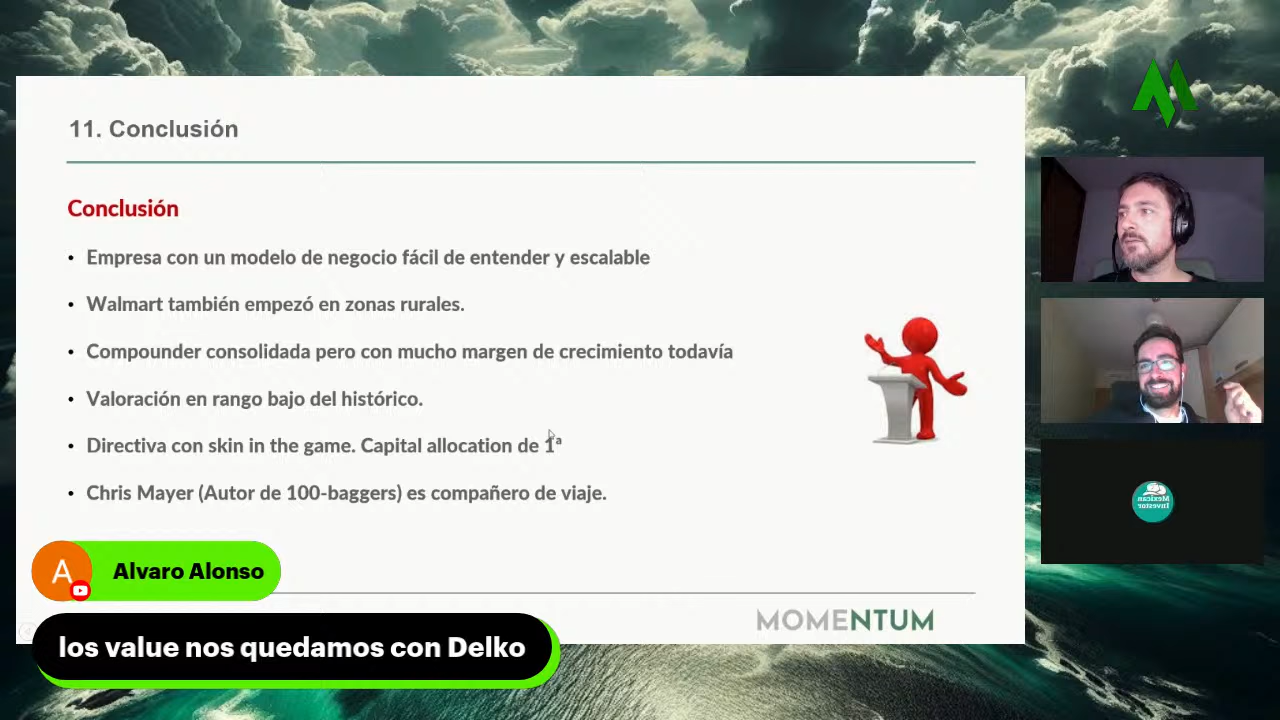 11. Conclusión
Conclusión
• Empresa con un modelo de negocio fácil de entender y escalable
• Walmart también empezó en zonas rurales.
• Compounder consolidada pero con mucho margen de crecimiento todavía
• Valoración en rango bajo del histórico.
• Directiva con skin in the game. Capital allocation de 1ª
• Chris Mayer (Autor de 100-baggers) es compañero de viaje.
MOMENTUM
A
Alvaro Alonso
los value nos quedamos con Delko
Mexican
Investor